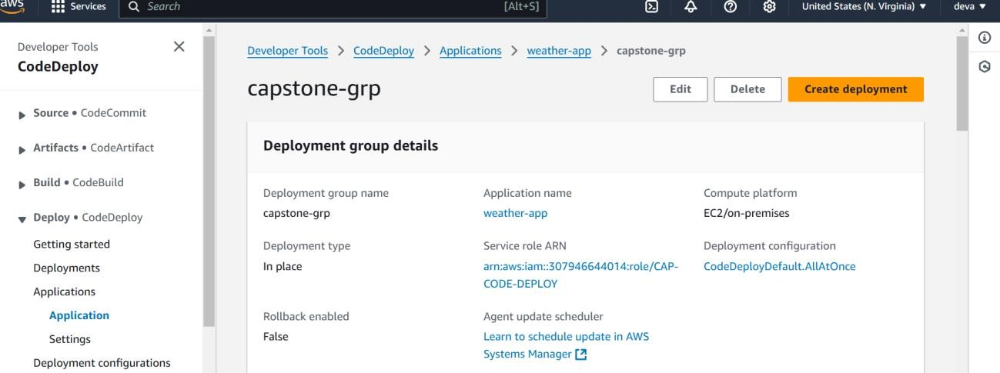 aws Services Search [Alt+S] United States (N. Virginia) deva
Developer Tools
CodeDeploy
Source • CodeCommit
Artifacts • CodeArtifact
Build • CodeBuild
Deploy • CodeDeploy
Getting started
Deployments
Applications
Application
Settings
Deployment configurations
Developer Tools > CodeDeploy > Applications > weather-app > capstone-grp
capstone-grp
Edit Delete Create deployment
Deployment group details
Deployment group name
capstone-grp
Application name
weather-app
Compute platform
EC2/on-premises
Deployment type
In place
Service role ARN
arn:aws:iam::307946644014:role/CAP-
CODE-DEPLOY
Deployment configuration
CodeDeployDefault.AllAtOnce
Rollback enabled
False
Agent update scheduler
Learn to schedule update in AWS
Systems Manager